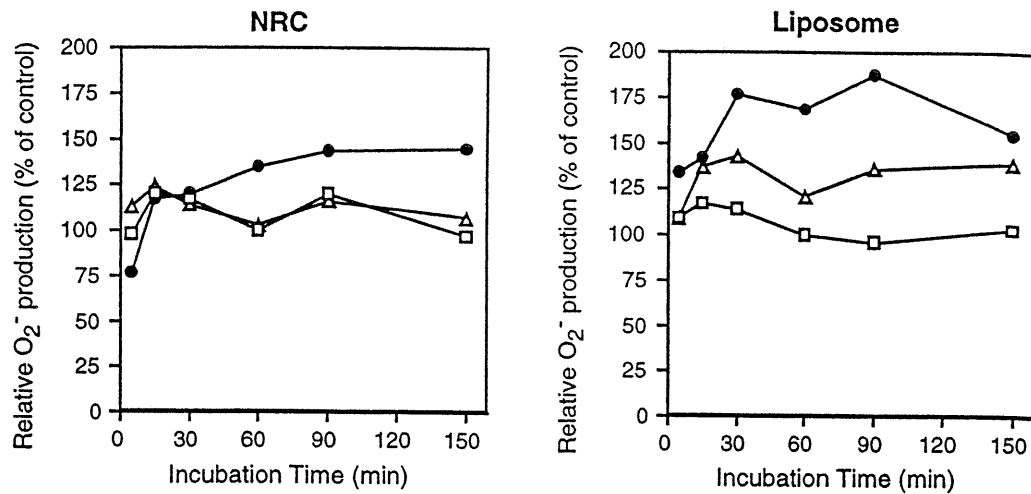 NRC
Relative O2- production (% of control)
200
175
150
125
100
75
50
25
0
0 30 60 90 120 150
Incubation Time (min)
Liposome
Relative O2- production (% of control)
200
175
150
125
100
75
50
25
0
0 30 60 90 120 150
Incubation Time (min)